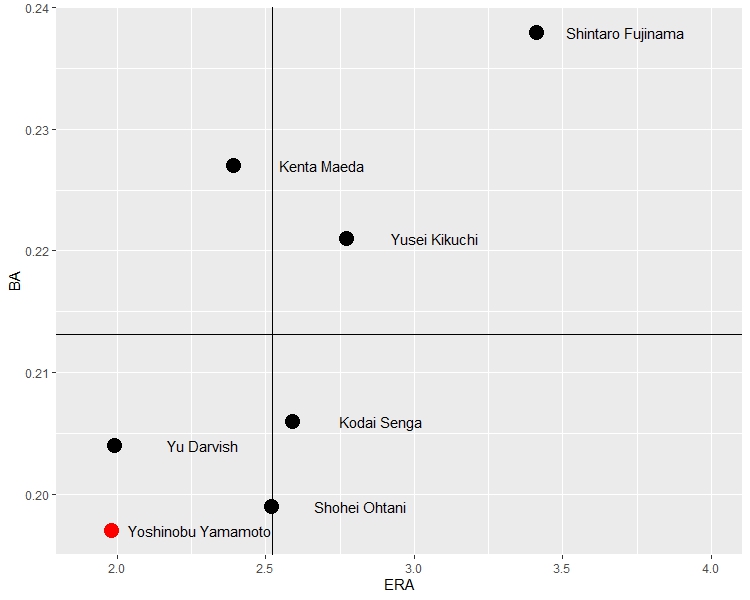 0.24
Shintaro Fujinama
0.23
Kenta Maeda
Yusei Kikuchi
0.22
BA
0.21
Kodai Senga
Yu Darvish
0.20
Shohei Ohtani
Yoshinobu Yamamoto
2.0 2.5 3.0 3.5 4.0
ERA